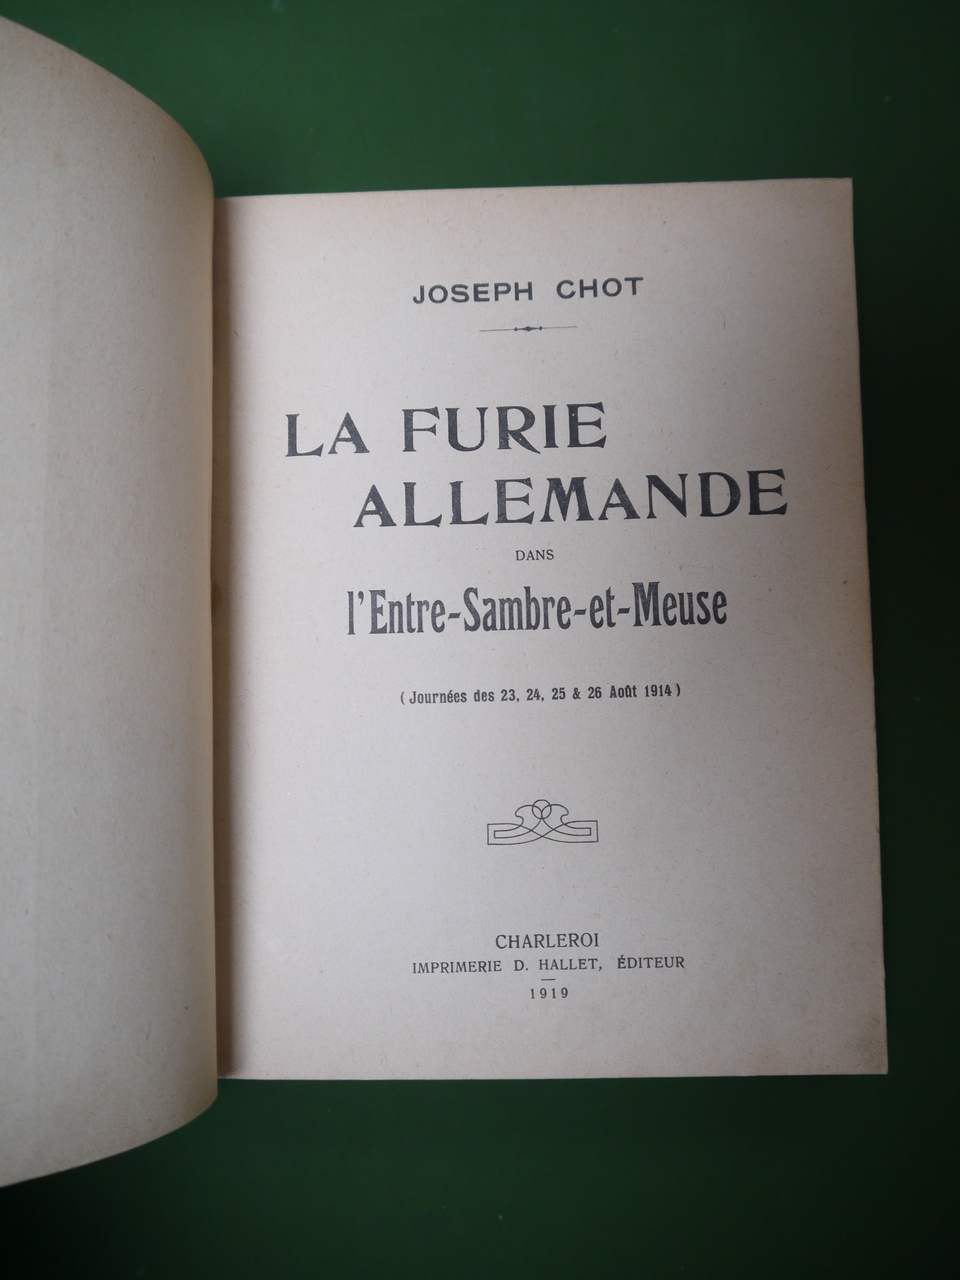 JOSEPH CHOT
LA FURIE
ALLEMANDE
DANS
l'Entre-Sambre-et-Meuse
( Journées des 23, 24, 25 & 26 Août 1914 )
CHARLEROI
IMPRIMERIE D. HALLET, ÉDITEUR
1919